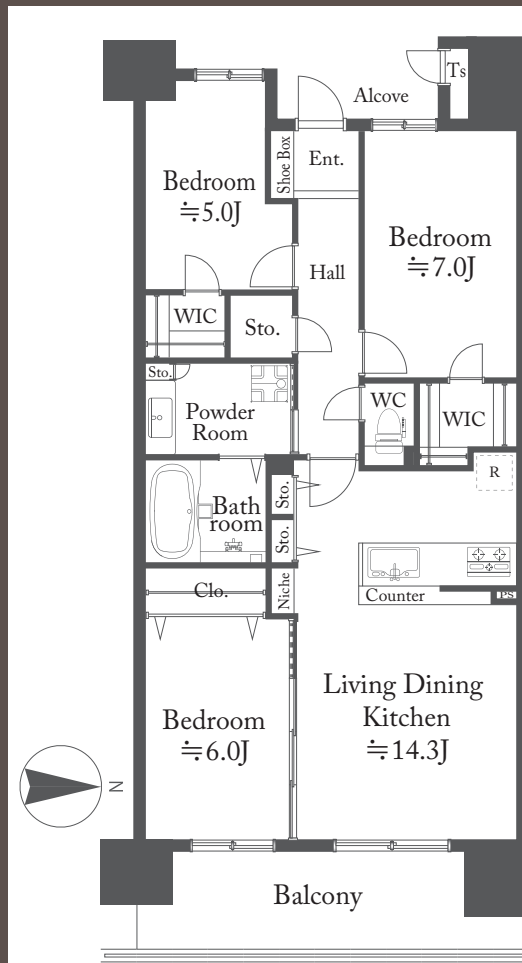 Ts
Alcove
Shoe Box
Ent.
Bedroom
≒5.0J
Bedroom
≒7.0J
Hall
WIC
Sto.
Sto.
Powder
Room
WC
WIC
R
Bath
room
Sto.
Sto.
Clo.
Niche
Counter
PS
Living Dining
Kitchen
≒14.3J
Bedroom
≒6.0J
N
Balcony